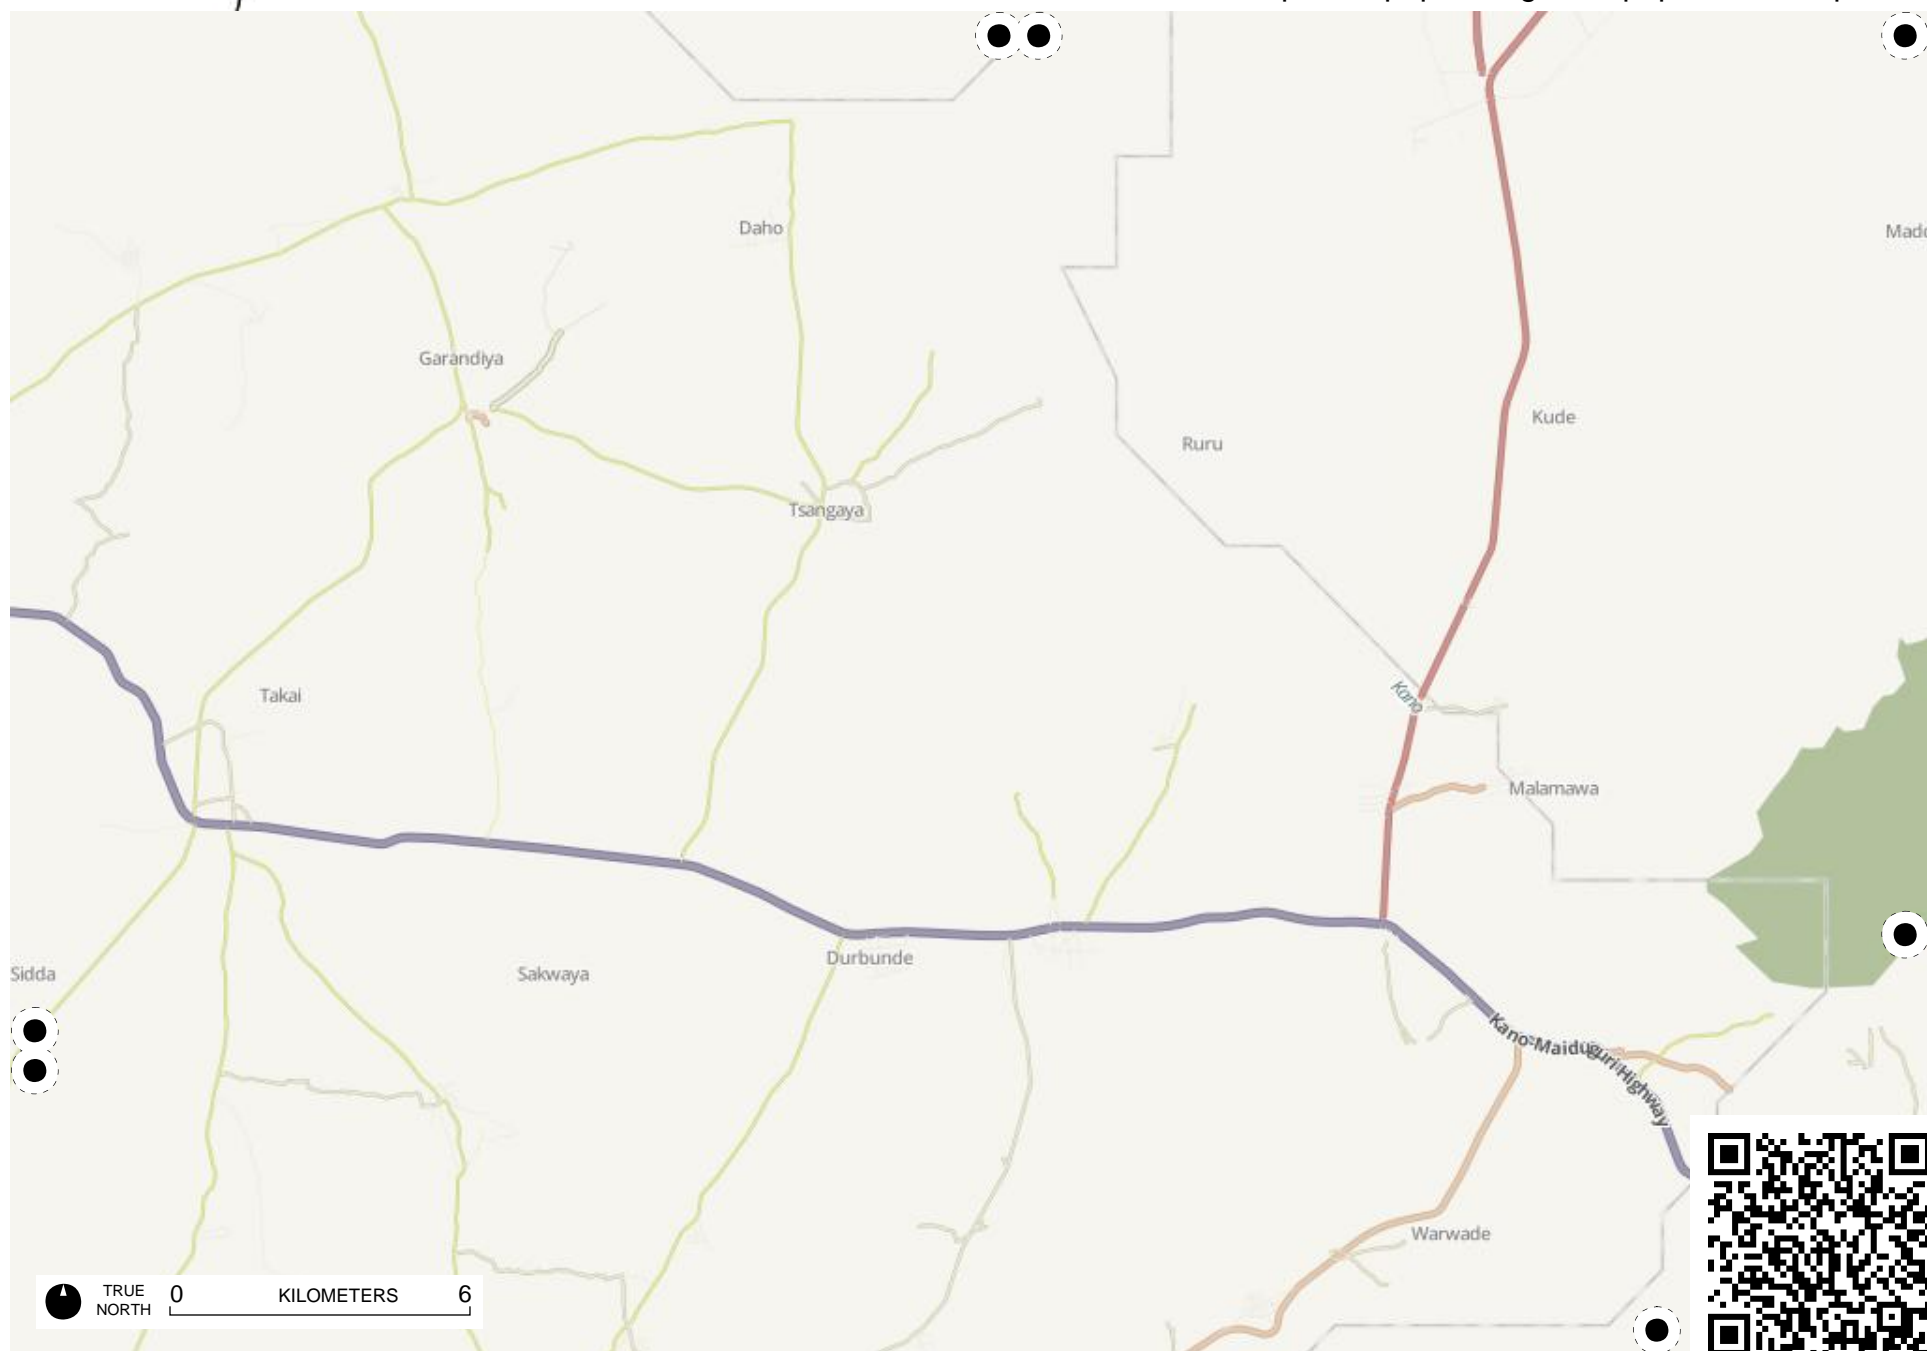 Daho
Garandiya
Kude
Ruru
Tsangaya
Takai
Kano
Malamawa
Durbunde
Sidda
Sakwaya
Kano-Maiduguri Highway
Warwade
TRUE
NORTH
0 KILOMETERS 6